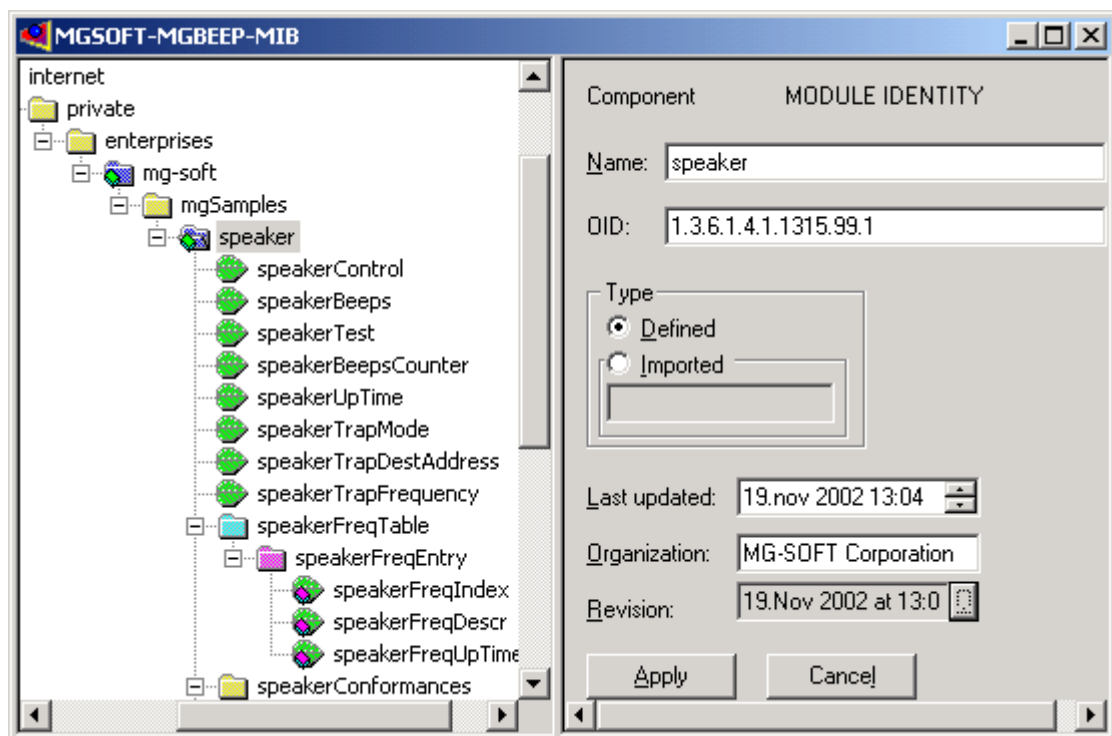 MGSOFT-MGBEEP-MIB
internet
private
enterprises
mg-soft
mgSamples
speaker
speakerControl
speakerBeeps
speakerTest
speakerBeepsCounter
speakerUpTime
speakerTrapMode
speakerTrapDestAddress
speakerTrapFrequency
speakerFreqTable
speakerFreqEntry
speakerFreqIndex
speakerFreqDescr
speakerFreqUpTime
speakerConformances
Component MODULE IDENTITY
Name: speaker
OID: 1.3.6.1.4.1.1315.99.1
Type
Defined
Imported
Last updated: 19.nov 2002 13:04
Organization: MG-SOFT Corporation
Revision: 19.Nov 2002 at 13:0
Apply Cancel